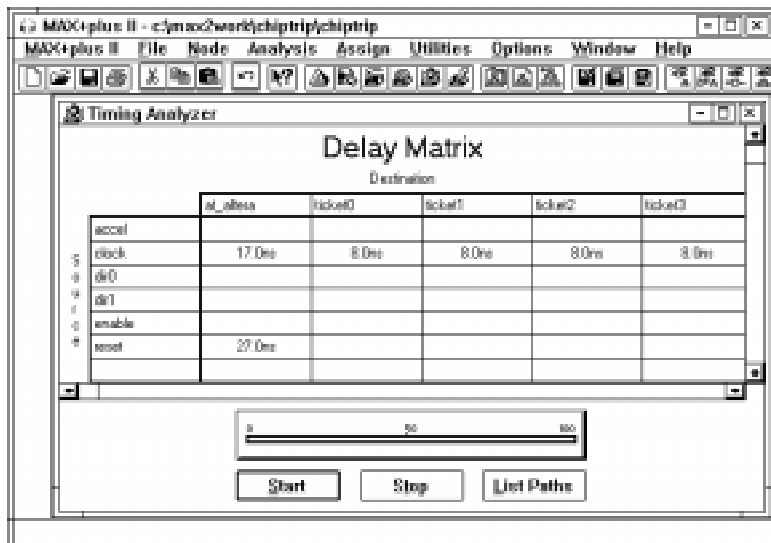 MAX+plus II - c:\max2work\chiptrip\chiptrip
MAX+plus II File Node Analysis Assign Utilities Options Window Help
Timing Analyzer
Delay Matrix
Destination
at_altera ticket0 ticket1 ticket2 ticket3
accel
clock 17.0ns 8.0ns 8.0ns 8.0ns 8.0ns
dir0
dir1
enable
reset 27.0ns
Source
0 50 100
Start Stop List Paths